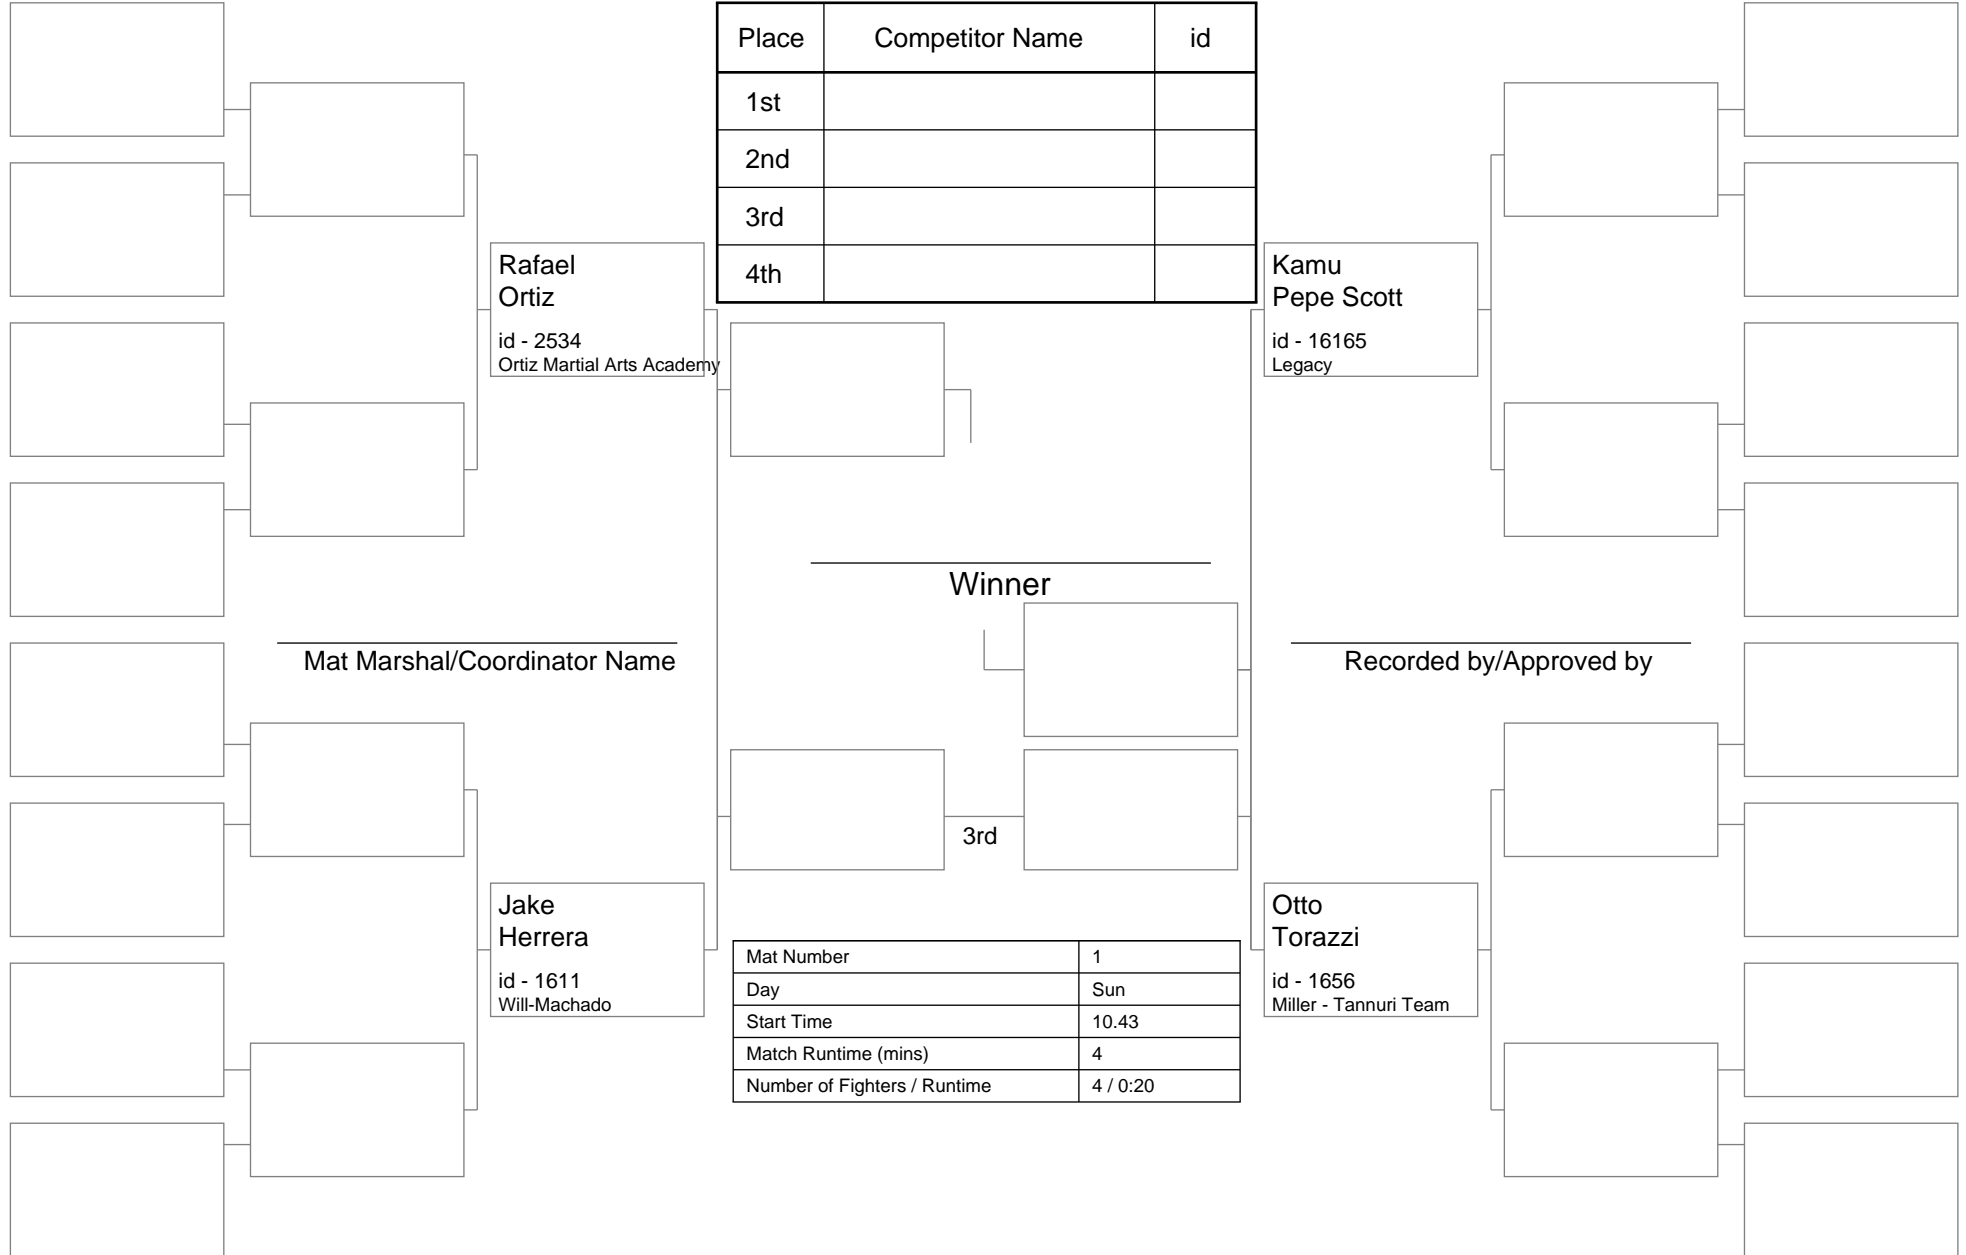 Place Competitor Name id
1st
2nd
3rd
4th
Rafael
Ortiz
id - 2534
Ortiz Martial Arts Academy
Kamu
Pepe Scott
id - 16165
Legacy
Winner
Mat Marshal/Coordinator Name
Recorded by/Approved by
3rd
Jake
Herrera
id - 1611
Will-Machado
Otto
Torazzi
id - 1656
Miller - Tannuri Team
Mat Number 1
Day Sun
Start Time 10.43
Match Runtime (mins) 4
Number of Fighters / Runtime 4 / 0:20